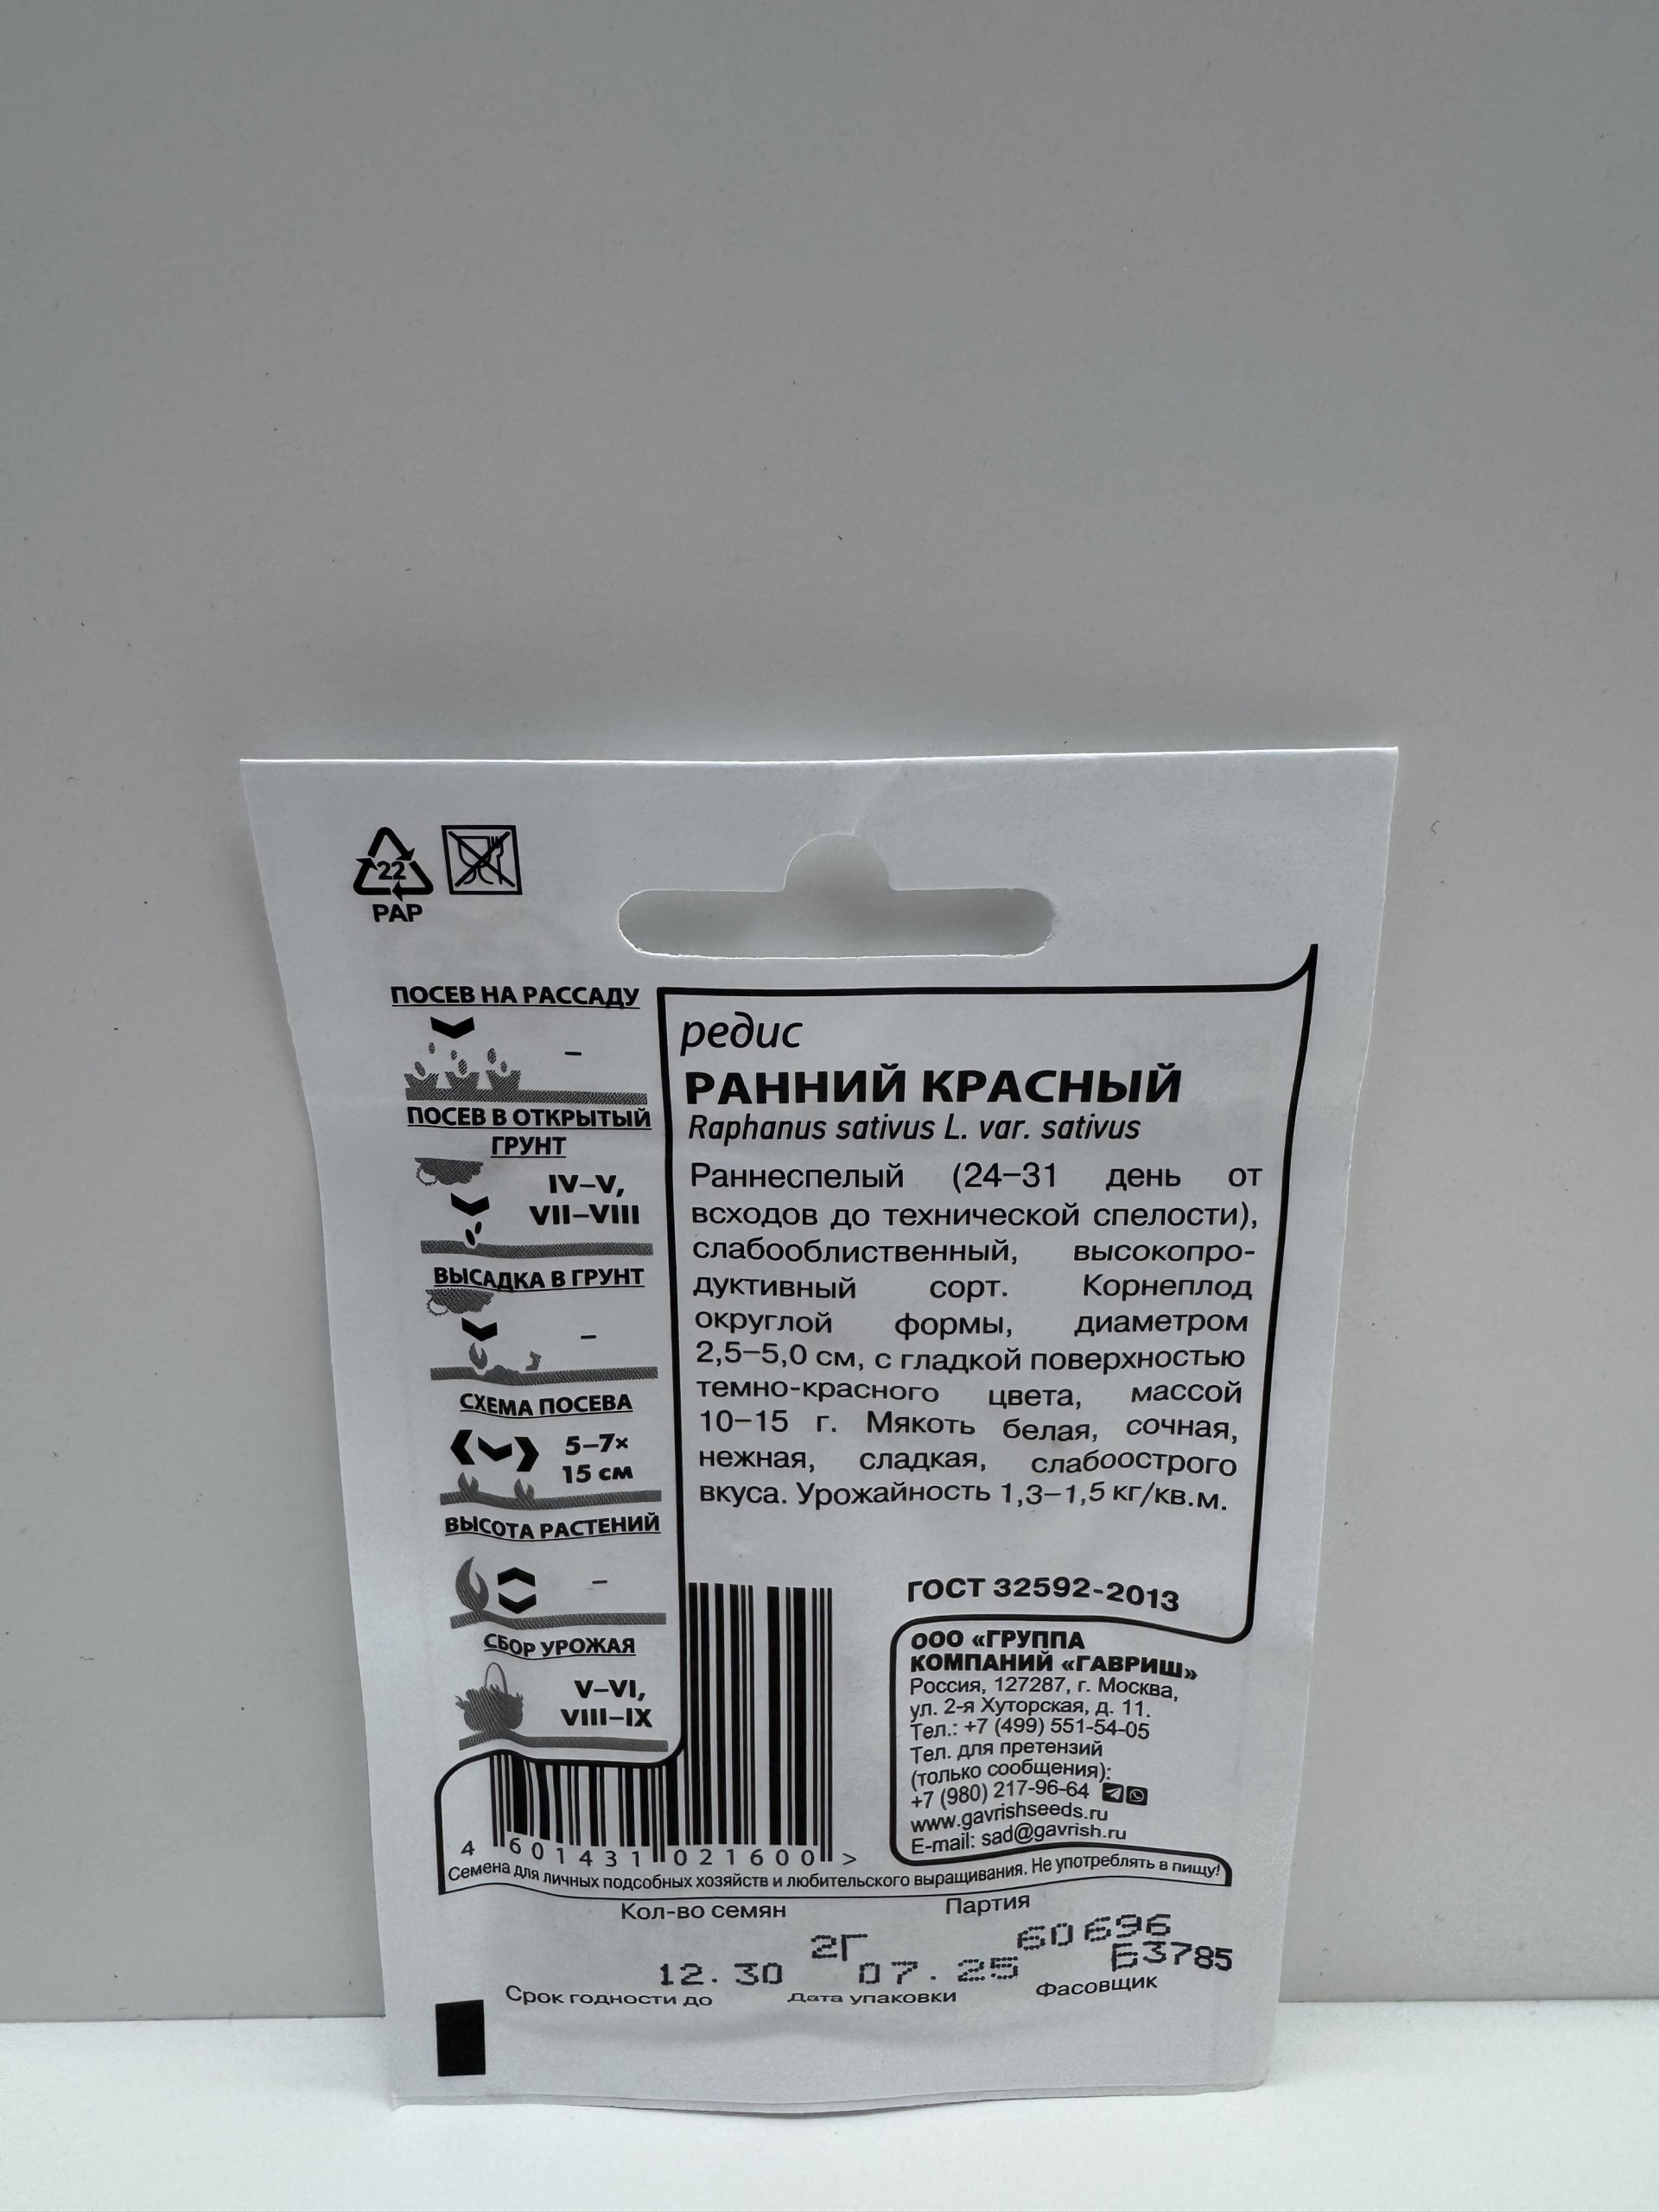 22
PAP
ПОСЕВ НА РАССАДУ
–
ПОСЕВ В ОТКРЫТЫЙ
ГРУНТ
IV–V,
VII–VIII
ВЫСАДКА В ГРУНТ
–
СХЕМА ПОСЕВА
5–7×
15 см
ВЫСОТА РАСТЕНИЙ
–
СБОР УРОЖАЯ
V–VI,
VIII–IX
редис
РАННИЙ КРАСНЫЙ
Raphanus sativus L. var. sativus
Раннеспелый (24–31 день от
всходов до технической спелости),
слабооблиственный, высокопро-
дуктивный сорт. Корнеплод
округлой формы, диаметром
2,5–5,0 см, с гладкой поверхностью
темно-красного цвета, массой
10–15 г. Мякоть белая, сочная,
нежная, сладкая, слабоострого
вкуса. Урожайность 1,3–1,5 кг/кв.м.
ГОСТ 32592-2013
ООО «ГРУППА
КОМПАНИЙ «ГАВРИШ»
Россия, 127287, г. Москва,
ул. 2-я Хуторская, д. 11.
Тел.: +7 (499) 551-54-05
Тел. для претензий
(только сообщения):
+7 (980) 217-96-64
www.gavrishseeds.ru
E-mail: sad@gavrish.ru
4 601431 021600 >
Семена для личных подсобных хозяйств и любительского выращивания. Не употреблять в пищу!
Кол-во семян Партия
2Г 60696
12.30 07.25 Б3785
Срок годности до Дата упаковки Фасовщик